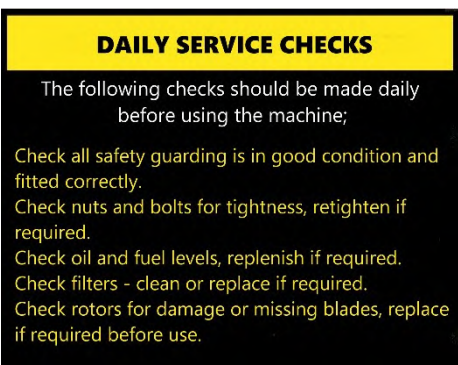 DAILY SERVICE CHECKS
The following checks should be made daily
before using the machine;
Check all safety guarding is in good condition and
fitted correctly.
Check nuts and bolts for tightness, retighten if
required.
Check oil and fuel levels, replenish if required.
Check filters - clean or replace if required.
Check rotors for damage or missing blades, replace
if required before use.